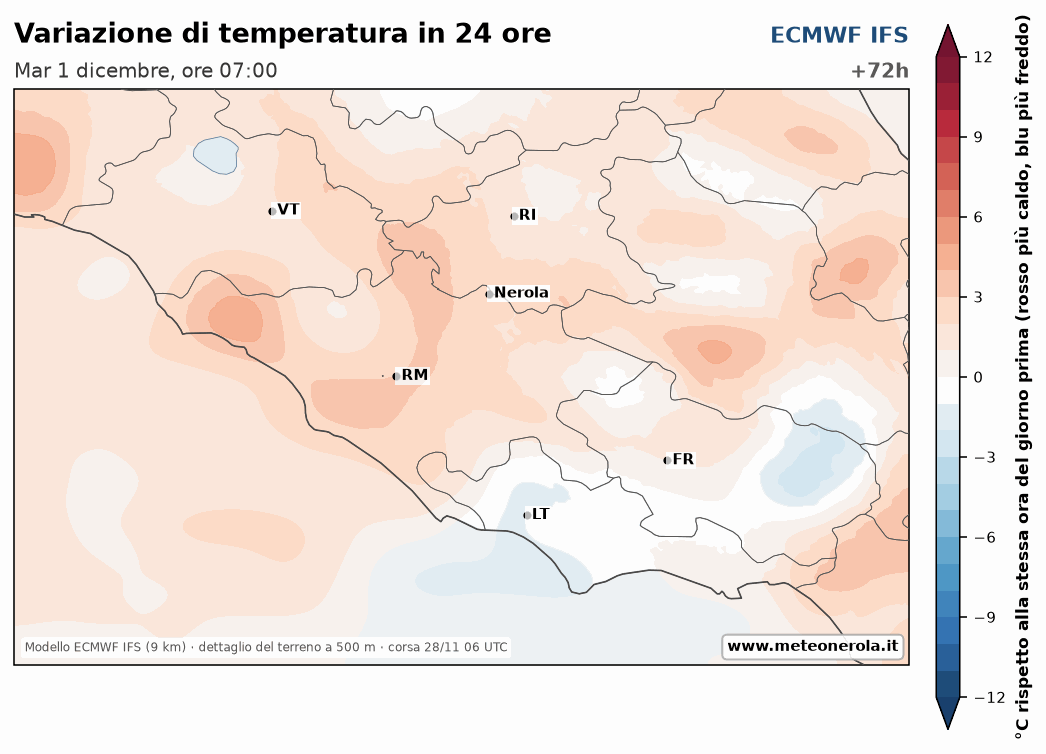 Variazione di temperatura in 24 ore
ECMWF IFS
Mar 1 dicembre, ore 07:00
+72h
VT
RI
Nerola
RM
FR
LT
Modello ECMWF IFS (9 km) · dettaglio del terreno a 500 m · corsa 28/11 06 UTC
www.meteonerola.it
12
9
6
3
0
−3
−6
−9
−12
°C rispetto alla stessa ora del giorno prima (rosso più caldo, blu più freddo)